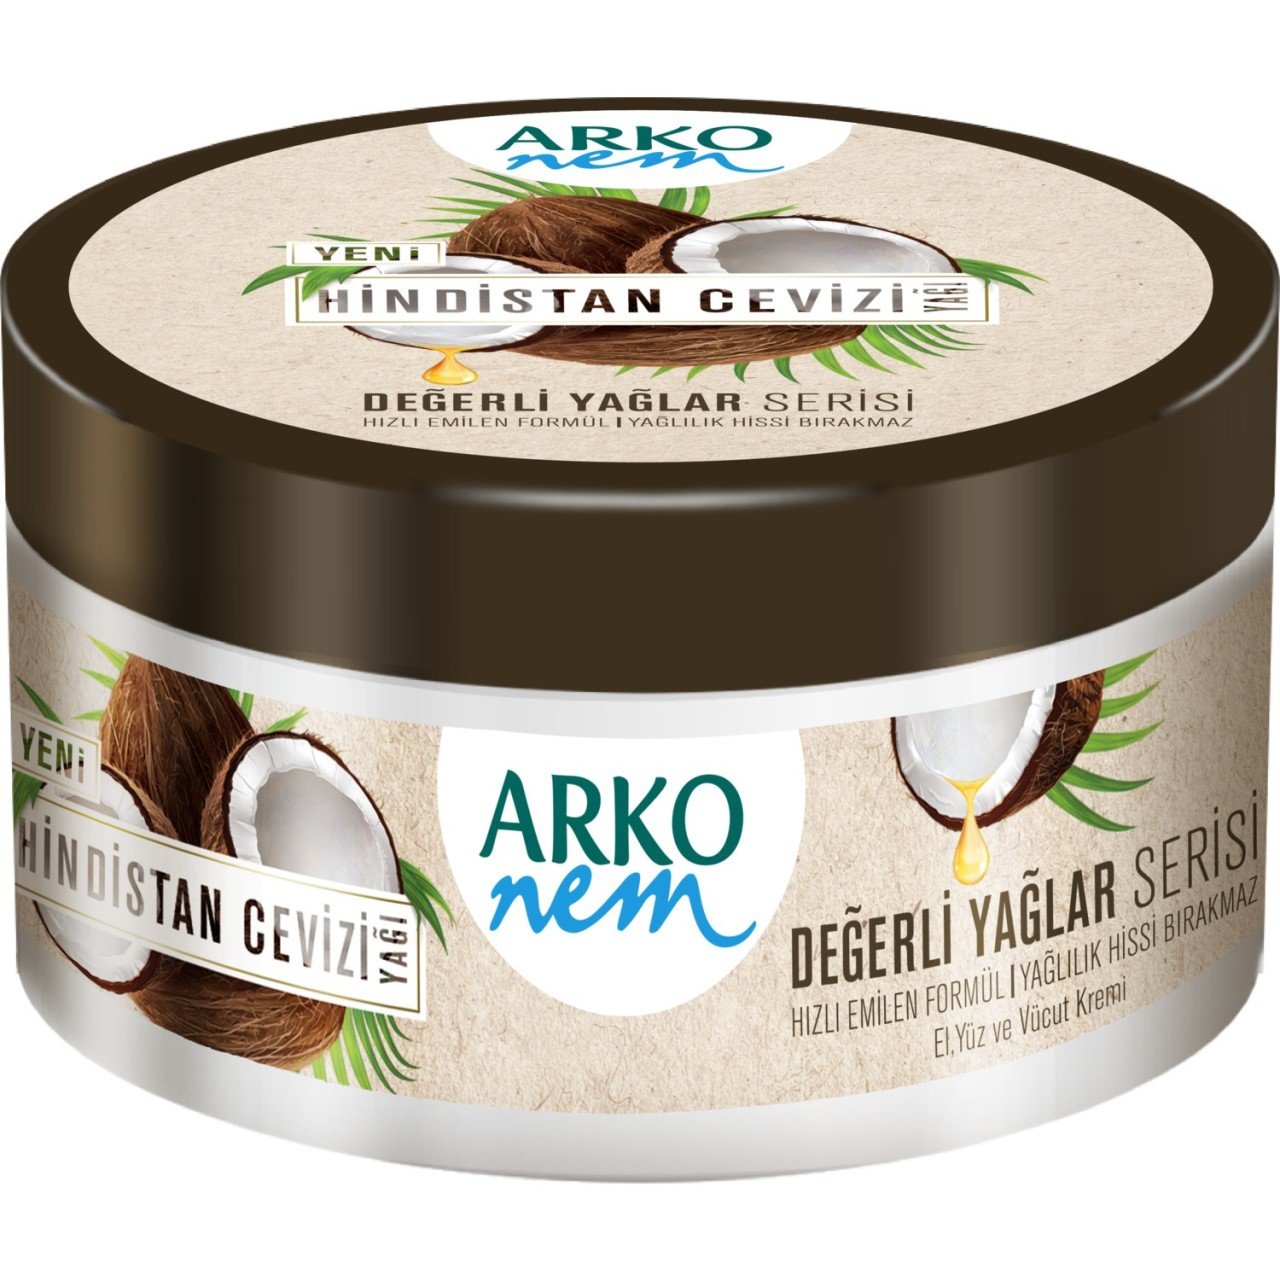 ARKO
nem
YENİ
HİNDİSTAN CEVİZİ YAĞI
DEĞERLİ YAĞLAR SERİSİ
HIZLI EMİLEN FORMÜL | YAĞLILIK HİSSİ BIRAKMAZ
YENİ
HİNDİSTAN CEVİZİ YAĞI
ARKO
nem
DEĞERLİ YAĞLAR SERİSİ
HIZLI EMİLEN FORMÜL | YAĞLILIK HİSSİ BIRAKMAZ
El,Yüz ve Vücut Kremi